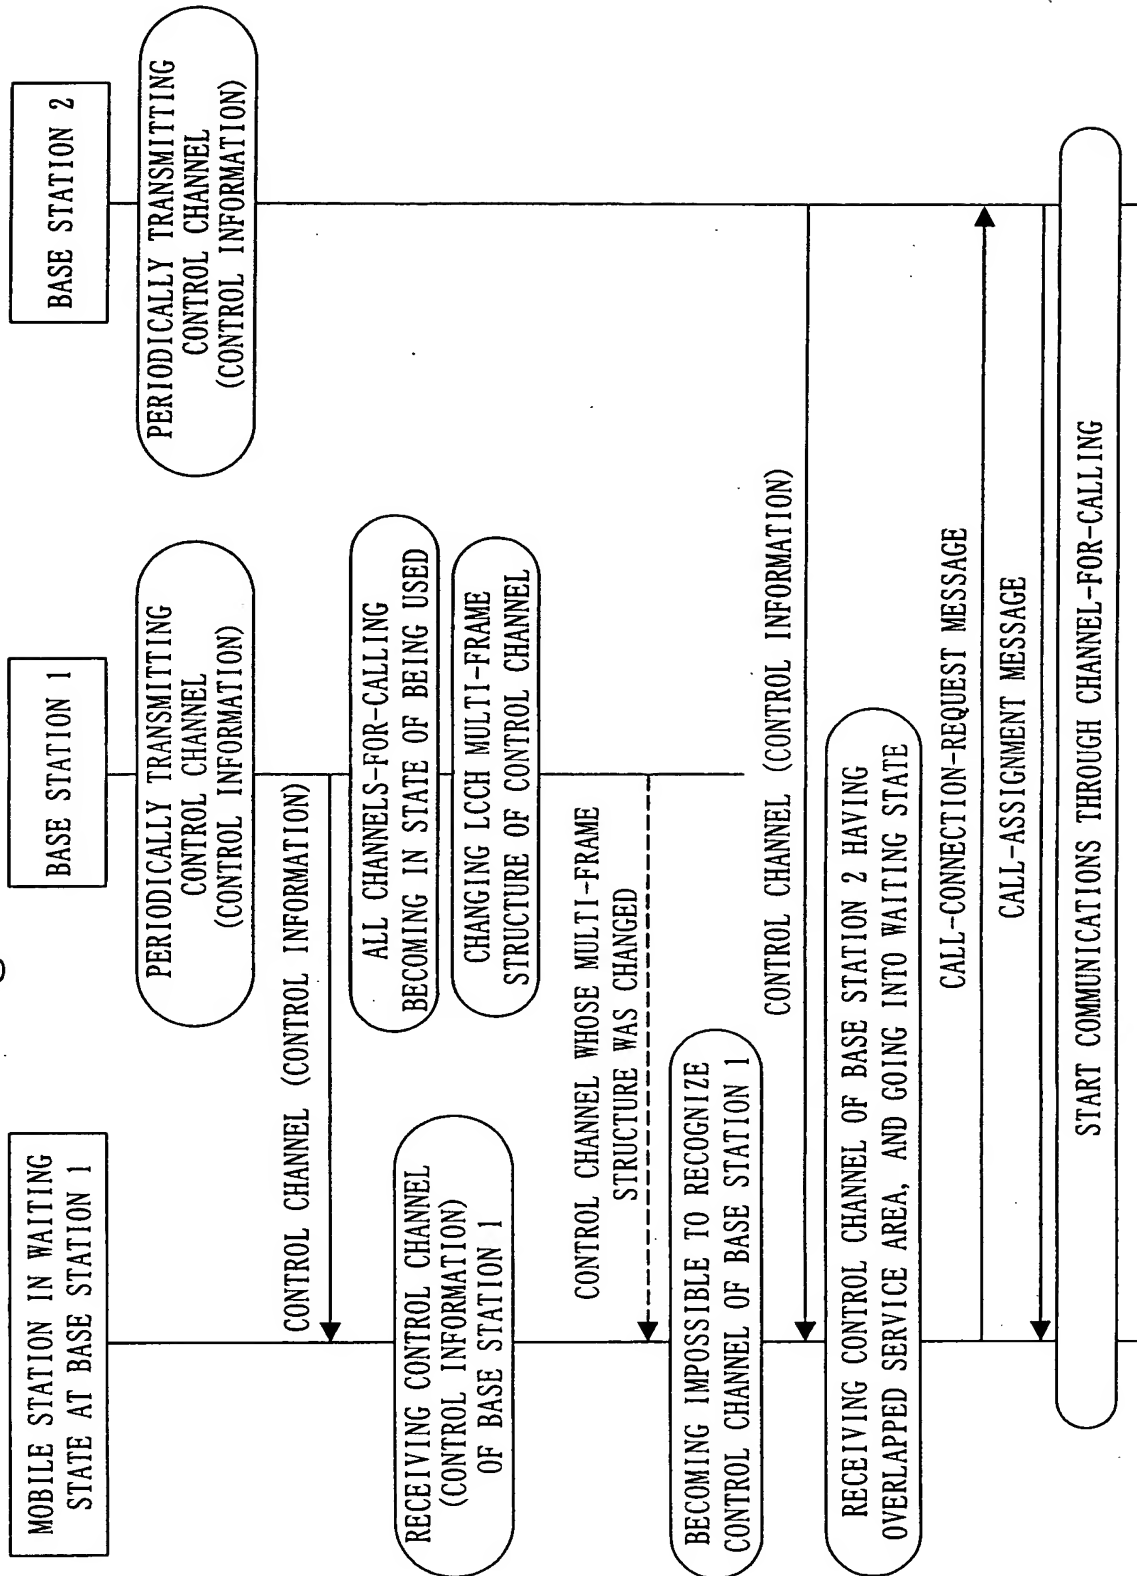 MOBILE STATION IN WAITING
STATE AT BASE STATION 1
BASE STATION 1
BASE STATION 2
PERIODICALLY TRANSMITTING
CONTROL CHANNEL
(CONTROL INFORMATION)
PERIODICALLY TRANSMITTING
CONTROL CHANNEL
(CONTROL INFORMATION)
CONTROL CHANNEL (CONTROL INFORMATION)
RECEIVING CONTROL CHANNEL
(CONTROL INFORMATION)
OF BASE STATION 1
ALL CHANNELS-FOR-CALLING
BECOMING IN STATE OF BEING USED
CHANGING LCCH MULTI-FRAME
STRUCTURE OF CONTROL CHANNEL
CONTROL CHANNEL WHOSE MULTI-FRAME
STRUCTURE WAS CHANGED
BECOMING IMPOSSIBLE TO RECOGNIZE
CONTROL CHANNEL OF BASE STATION 1
CONTROL CHANNEL (CONTROL INFORMATION)
RECEIVING CONTROL CHANNEL OF BASE STATION 2 HAVING
OVERLAPPED SERVICE AREA, AND GOING INTO WAITING STATE
CALL-CONNECTION-REQUEST MESSAGE
CALL-ASSIGNMENT MESSAGE
START COMMUNICATIONS THROUGH CHANNEL-FOR-CALLING